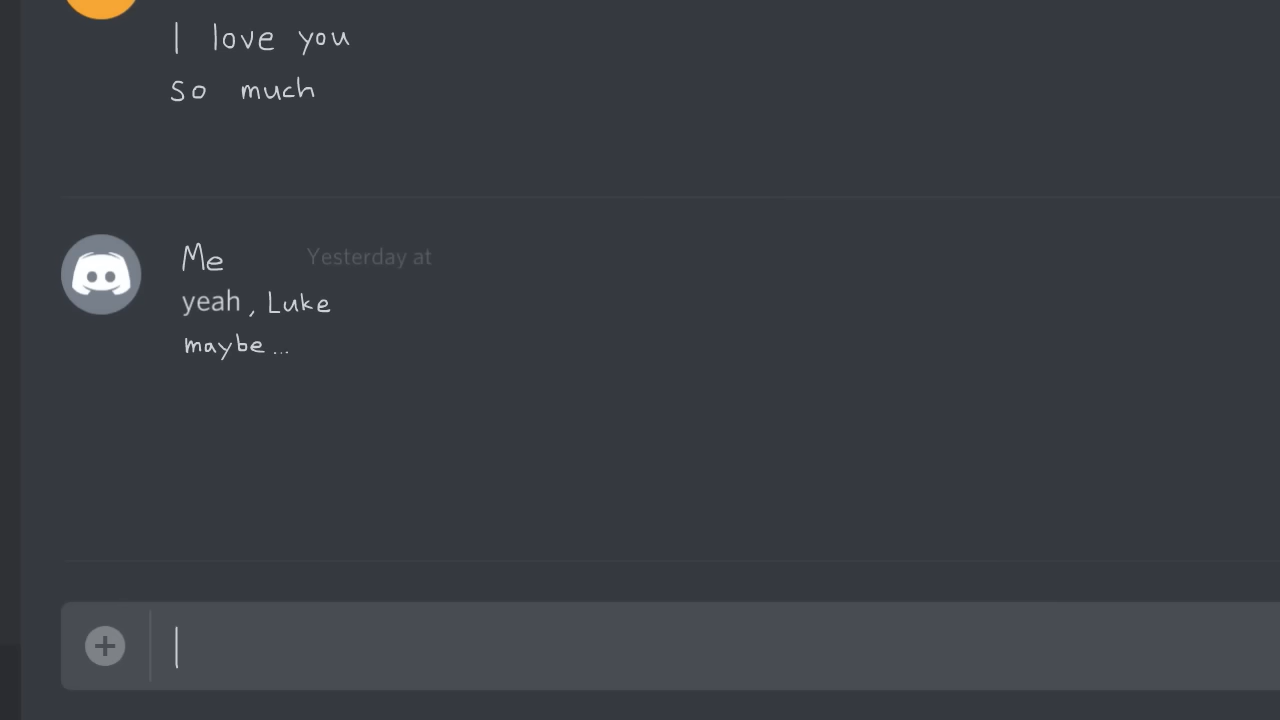 I love you
so much
Me Yesterday at
yeah, Luke
maybe...